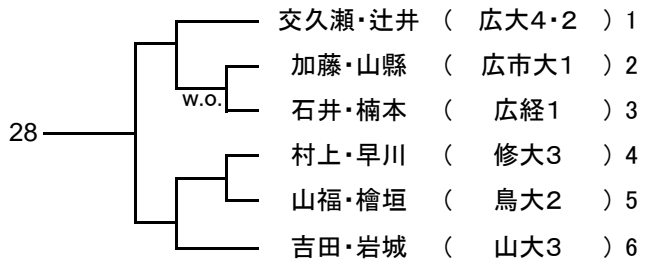 交久瀬・辻井 ( 広大4・2 ) 1
加藤・山縣 ( 広市大1 ) 2
w.o.
石井・楠本 ( 広経1 ) 3
28
村上・早川 ( 修大3 ) 4
山福・檜垣 ( 鳥大2 ) 5
吉田・岩城 ( 山大3 ) 6